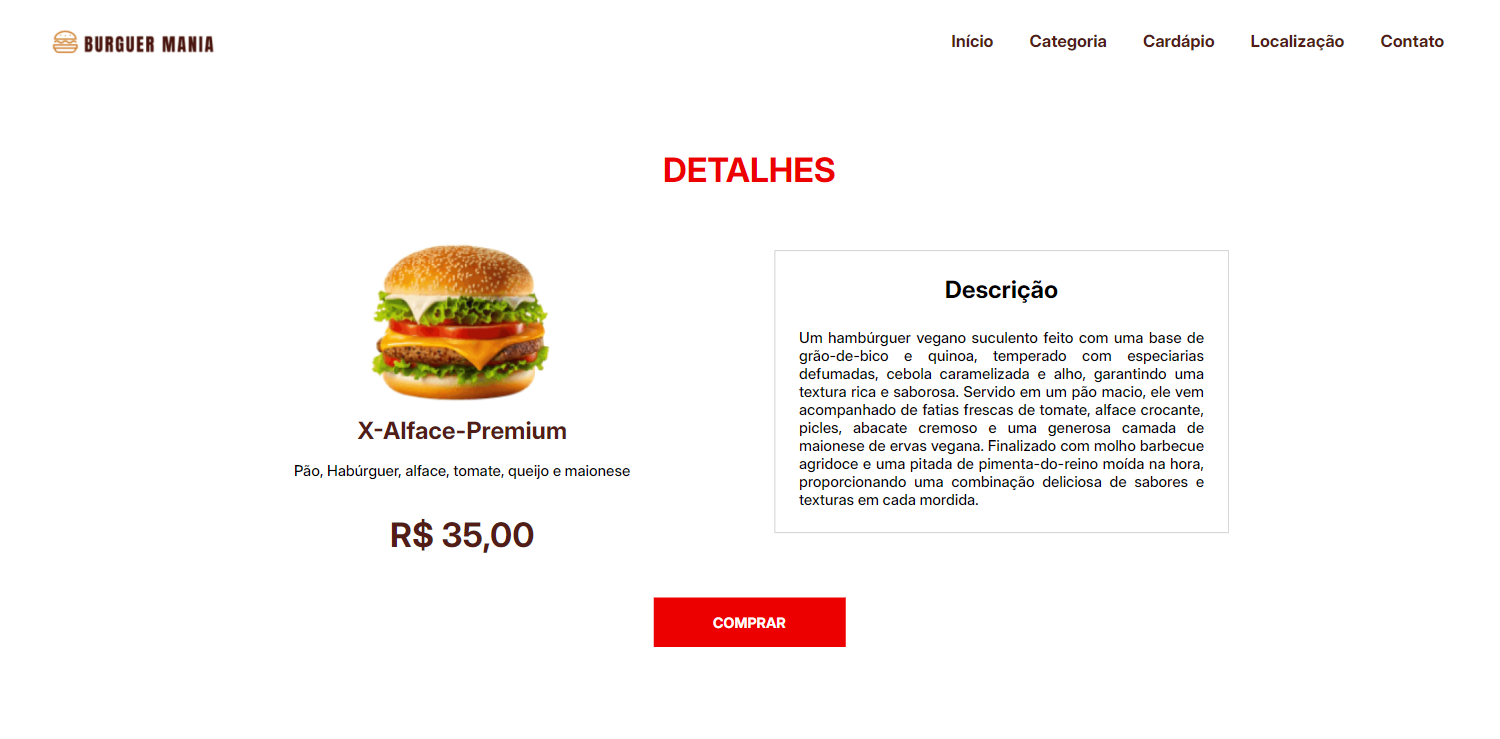 BURGUER MANIA
Início
Categoria
Cardápio
Localização
Contato
DETALHES
X-Alface-Premium
Pão, Habúrguer, alface, tomate, queijo e maionese
R$ 35,00
Descrição
Um hambúrguer vegano suculento feito com uma base de
grão-de-bico e quinoa, temperado com especiarias
defumadas, cebola caramelizada e alho, garantindo uma
textura rica e saborosa. Servido em um pão macio, ele vem
acompanhado de fatias frescas de tomate, alface crocante,
picles, abacate cremoso e uma generosa camada de
maionese de ervas vegana. Finalizado com molho barbecue
agridoce e uma pitada de pimenta-do-reino moída na hora,
proporcionando uma combinação deliciosa de sabores e
texturas em cada mordida.
COMPRAR